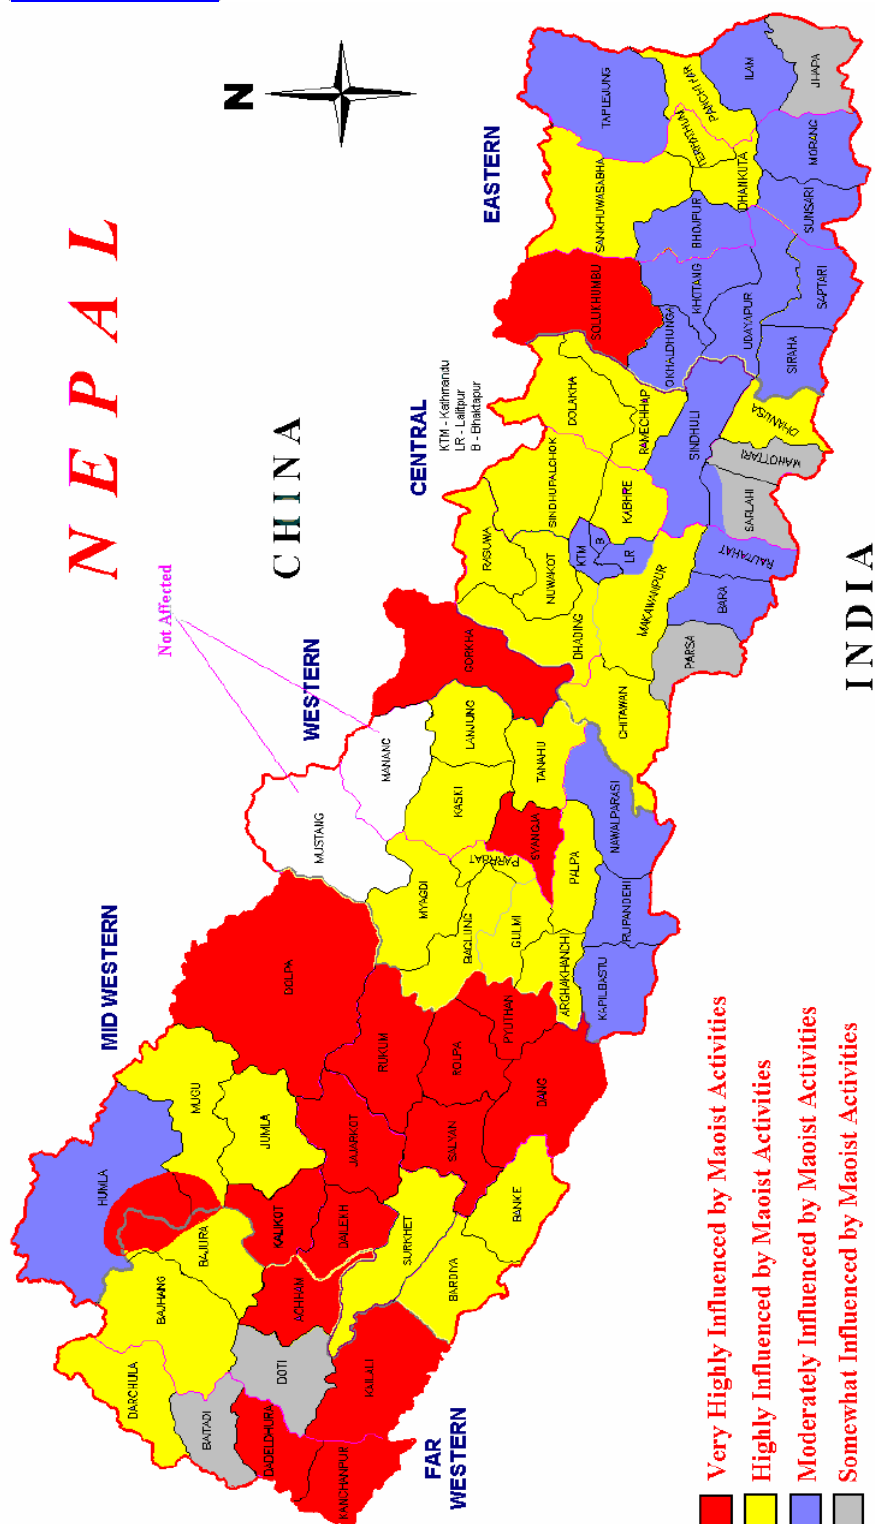 NEPAL
N
CHINA
INDIA
Not Affected
FAR
WESTERN
MID WESTERN
WESTERN
CENTRAL
EASTERN
KTM - Kathmandu
LR - Lalitpur
B - Bhaktapur
DARCHULA
BAITADI
DADELDHURA
KANCHANPUR
BAJHANG
BAJURA
DOTI
ACHHAM
KAILALI
HUMLA
MUGU
JUMLA
KALIKOT
DAILEKH
JAJARKOT
SURKHET
BARDIYA
BANKE
DOLPA
RUKUM
ROLPA
SALYAN
PYUTHAN
DANG
MUSTANG
MANANG
MYAGDI
BAGLUNG
PARBAT
GULMI
ARGHAKHANCHI
KAPILBASTU
RUPANDEHI
NAWALPARASI
PALPA
SYANGJA
KASKI
LAMJUNG
TANAHU
GORKHA
CHITAWAN
DHADING
NUWAKOT
RASUWA
SINDHUPALCHOK
KTM
B
LR
KABHRE
MAKAWANPUR
PARSA
BARA
RAUTAHAT
SARLAHI
MAHOTTARI
DHANUSA
SINDHULI
RAMECHHAP
DOLAKHA
SOLUKHUMBU
OKHALDHUNGA
KHOTANG
UDAYAPUR
SIRAHA
SAPTARI
BHOJPUR
SANKHUWASABHA
DHANKUTA
TERHATHUM
SUNSARI
MORANG
TAPLEJUNG
PANCHTHAR
ILAM
JHAPA
Very Highly Influenced by Maoist Activities
Highly Influenced by Maoist Activities
Moderately Influenced by Maoist Activities
Somewhat Influenced by Maoist Activities